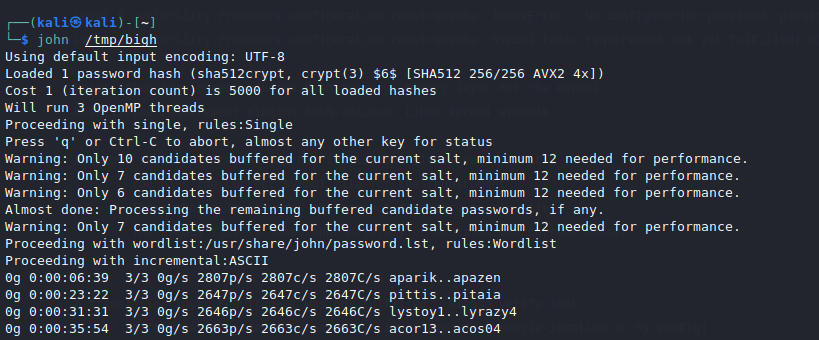 ┌──(kali㉿kali)-[~]
└─$ john  /tmp/bigh
Using default input encoding: UTF-8
Loaded 1 password hash (sha512crypt, crypt(3) $6$ [SHA512 256/256 AVX2 4x])
Cost 1 (iteration count) is 5000 for all loaded hashes
Will run 3 OpenMP threads
Proceeding with single, rules:Single
Press 'q' or Ctrl-C to abort, almost any other key for status
Warning: Only 10 candidates buffered for the current salt, minimum 12 needed for performance.
Warning: Only 7 candidates buffered for the current salt, minimum 12 needed for performance.
Warning: Only 6 candidates buffered for the current salt, minimum 12 needed for performance.
Almost done: Processing the remaining buffered candidate passwords, if any.
Warning: Only 7 candidates buffered for the current salt, minimum 12 needed for performance.
Proceeding with wordlist:/usr/share/john/password.lst, rules:Wordlist
Proceeding with incremental:ASCII
0g 0:00:06:39  3/3 0g/s 2807p/s 2807c/s 2807C/s aparik..apazen
0g 0:00:23:22  3/3 0g/s 2647p/s 2647c/s 2647C/s pittis..pitaia
0g 0:00:31:31  3/3 0g/s 2646p/s 2646c/s 2646C/s lystoy1..lyrazy4
0g 0:00:35:54  3/3 0g/s 2663p/s 2663c/s 2663C/s acor13..acos04